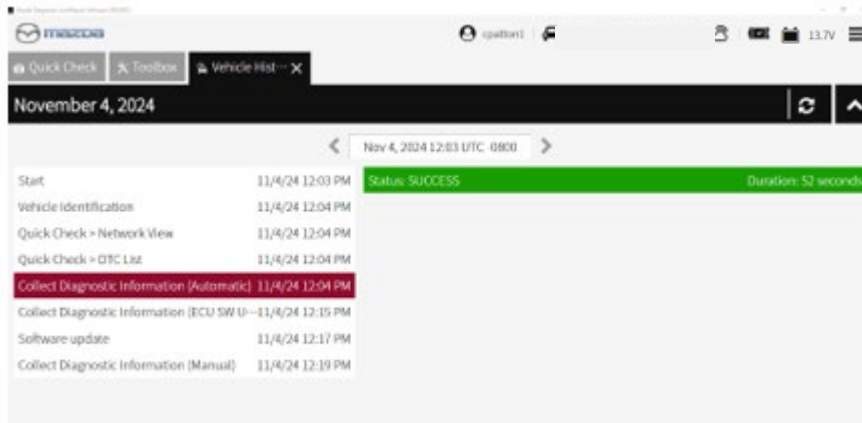 mazda
cpatton1
13.7V
Quick Check
Toolbox
Vehicle Hist···
November 4, 2024
Nov 4, 2024 12:03 UTC -0800
Start 11/4/24 12:03 PM
Status: SUCCESS Duration: 52 seconds
Vehicle Identification 11/4/24 12:04 PM
Quick Check > Network View 11/4/24 12:04 PM
Quick Check > DTC List 11/4/24 12:04 PM
Collect Diagnostic Information (Automatic) 11/4/24 12:04 PM
Collect Diagnostic Information (ECU SW U··· 11/4/24 12:15 PM
Software update 11/4/24 12:17 PM
Collect Diagnostic Information (Manual) 11/4/24 12:19 PM